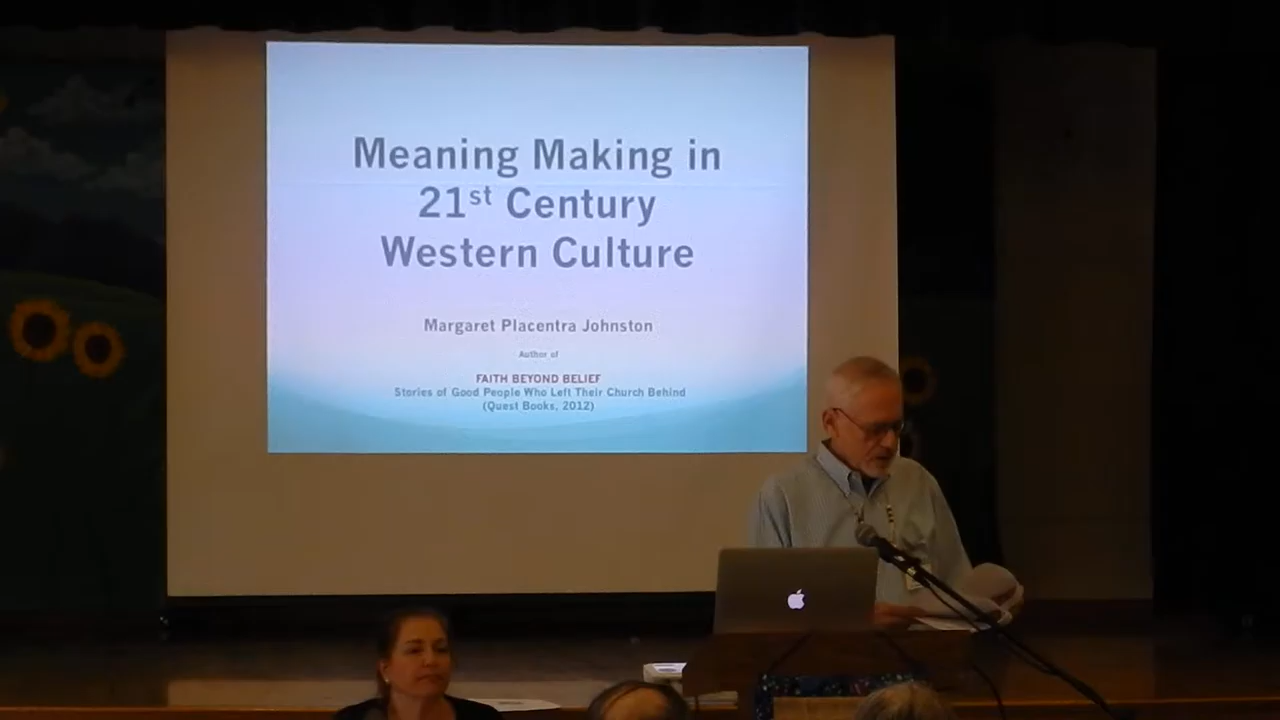 Meaning Making in
21st Century
Western Culture
Margaret Placentra Johnston
Author of
FAITH BEYOND BELIEF
Stories of Good People Who Left Their Church Behind
(Quest Books, 2012)